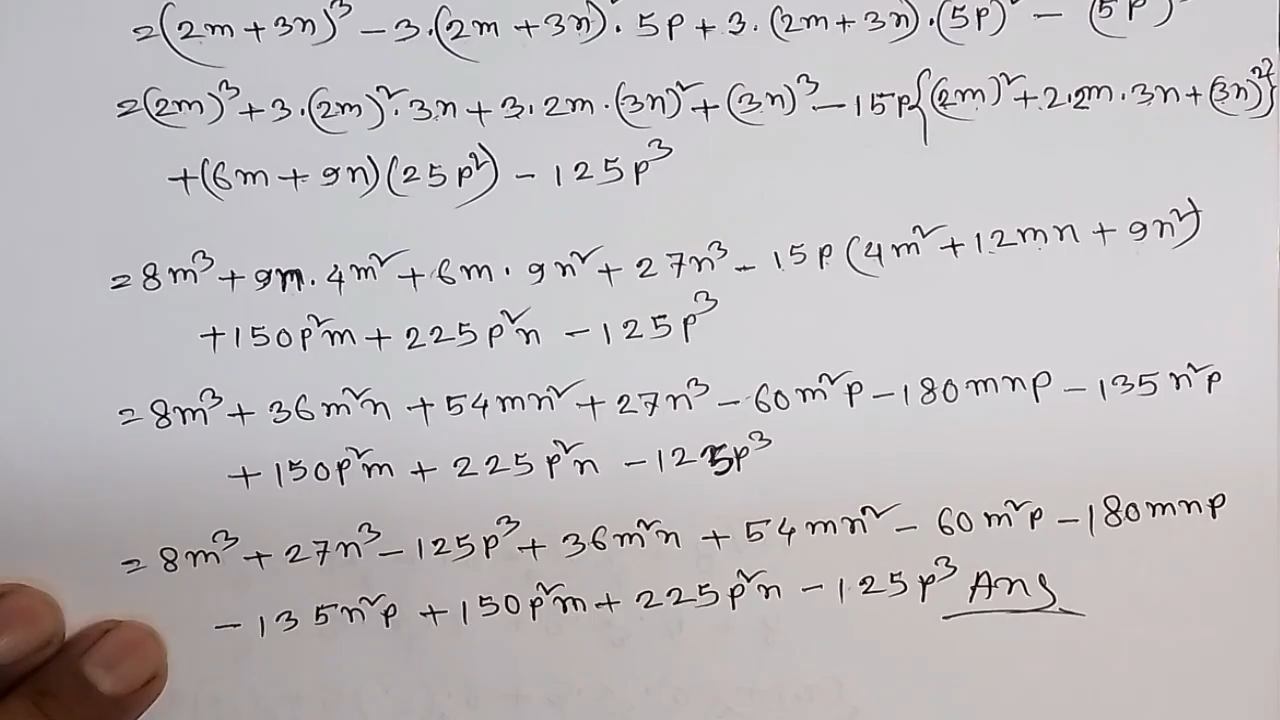 =(2m+3n)³ - 3.(2m+3n). 5p + 3. (2m+3n).(5p)² - (5p)
=(2m)³+3.(2m)².3n+3.2m.(3n)²+(3n)³-15p{(2m)²+2.2m.3n+(3n)²}
+(6m+9n)(25p²) - 125p³
=8m³+9n.4m²+6m.9n²+27n³-15p(4m²+12mn+9n²)
+150p²m+225p²n-125p³
=8m³+36m²n+54mn²+27n³-60m²p-180mnp-135n²p
+150p²m+225p²n-125p³
=8m³+27n³-125p³+36m²n+54mn²-60m²p-180mnp
-135n²p+150p²m+225p²n-125p³ Ans